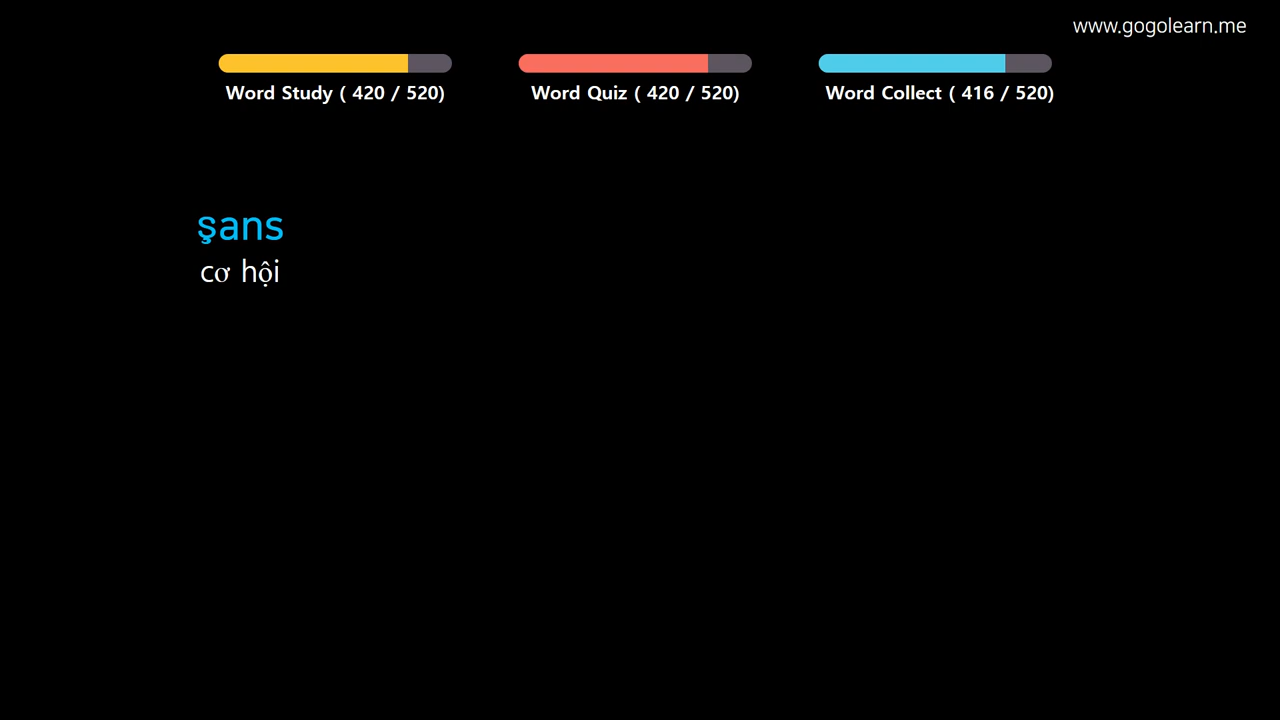 www.gogolearn.me
Word Study ( 420 / 520)
Word Quiz ( 420 / 520)
Word Collect ( 416 / 520)
şans
cơ hội